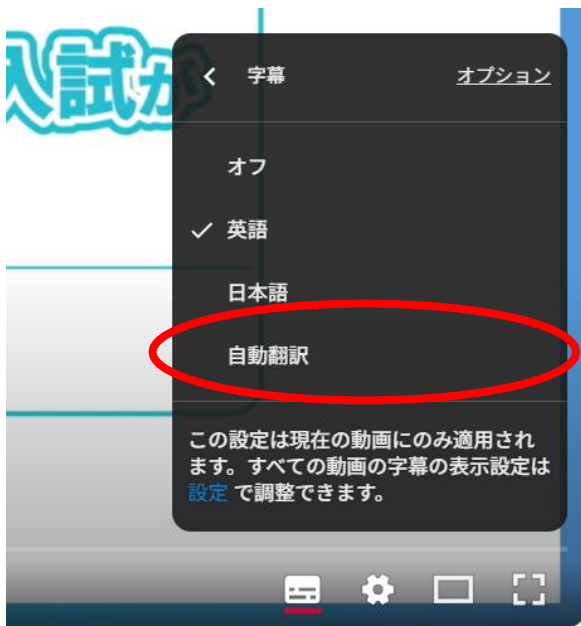 入試が
字幕 オプション
オフ
英語
日本語
自動翻訳
この設定は現在の動画にのみ適用され
ます。すべての動画の字幕の表示設定は
設定 で調整できます。